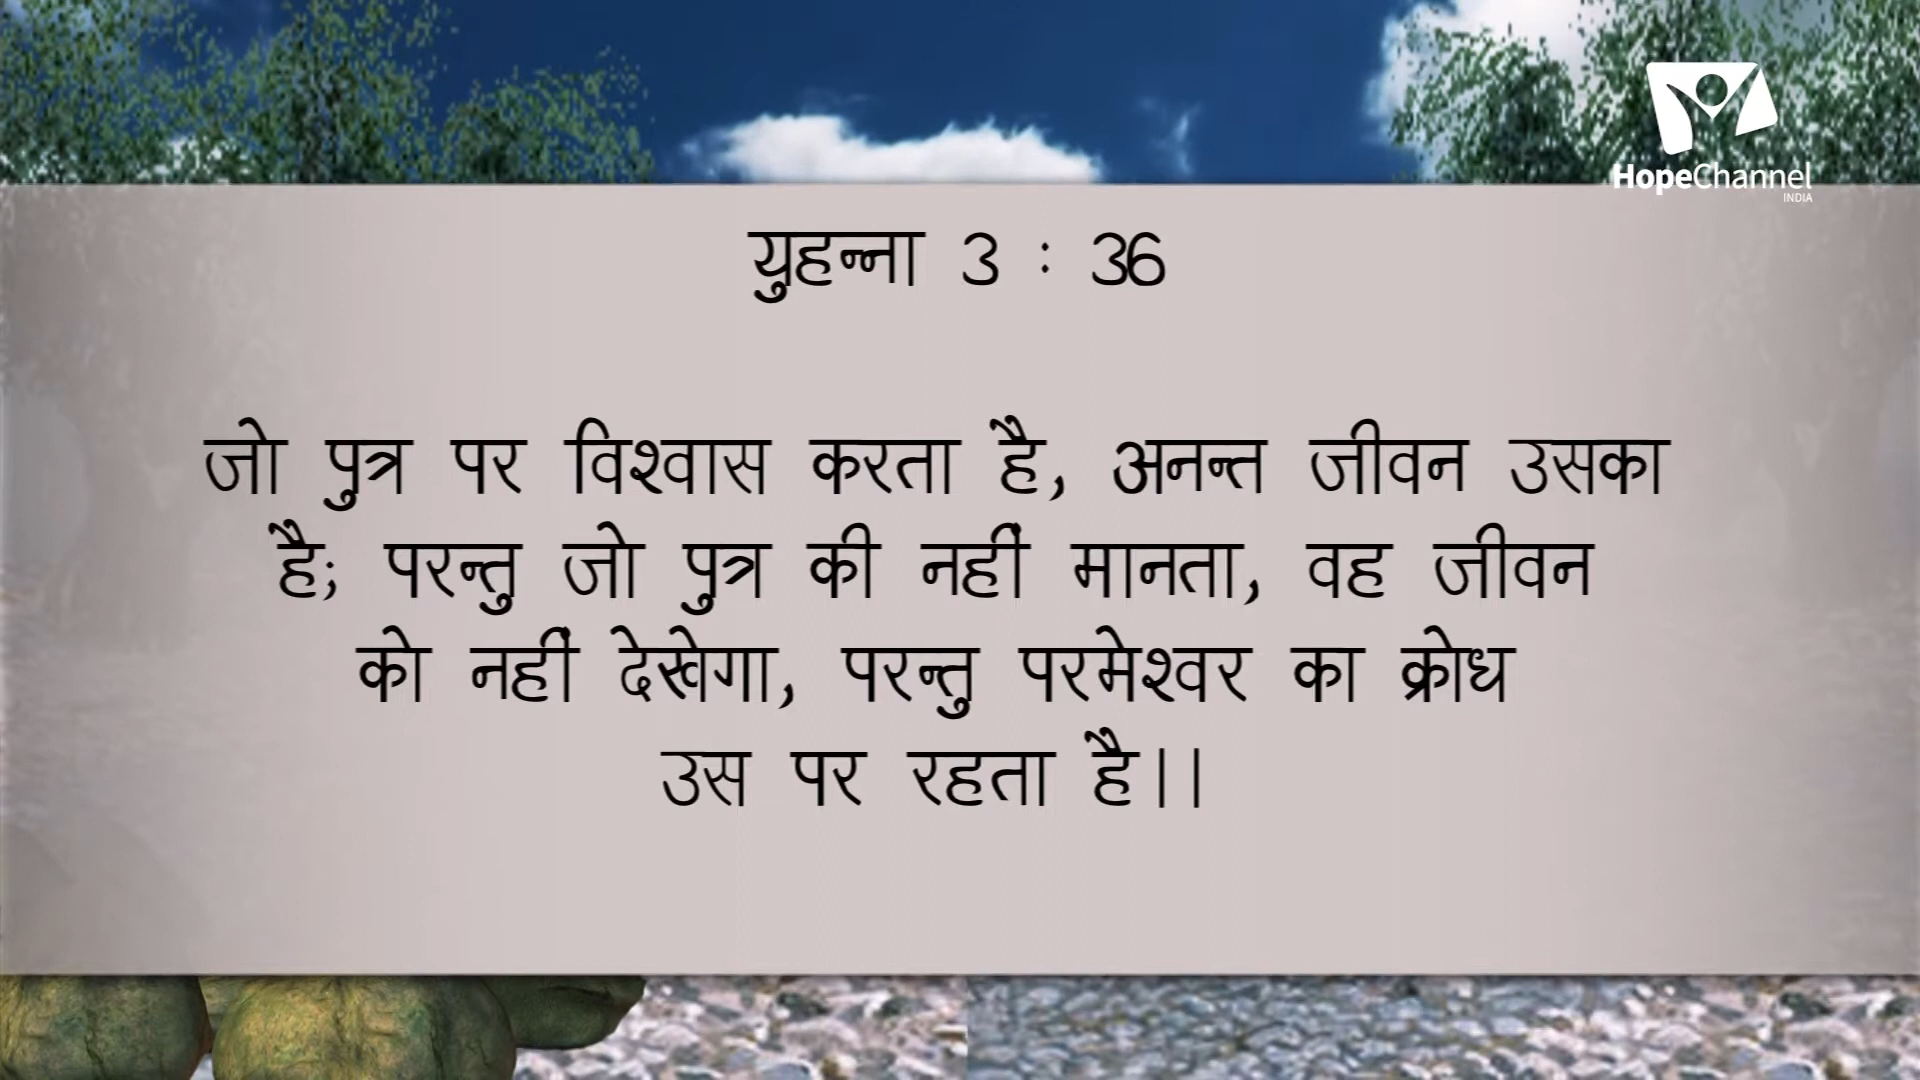 HopeChannel
INDIA
युहन्ना 3 : 36
जो पुत्र पर विश्वास करता है, अनन्त जीवन उसका
है; परन्तु जो पुत्र की नहीं मानता, वह जीवन
को नहीं देखेगा, परन्तु परमेश्वर का क्रोध
उस पर रहता है।।